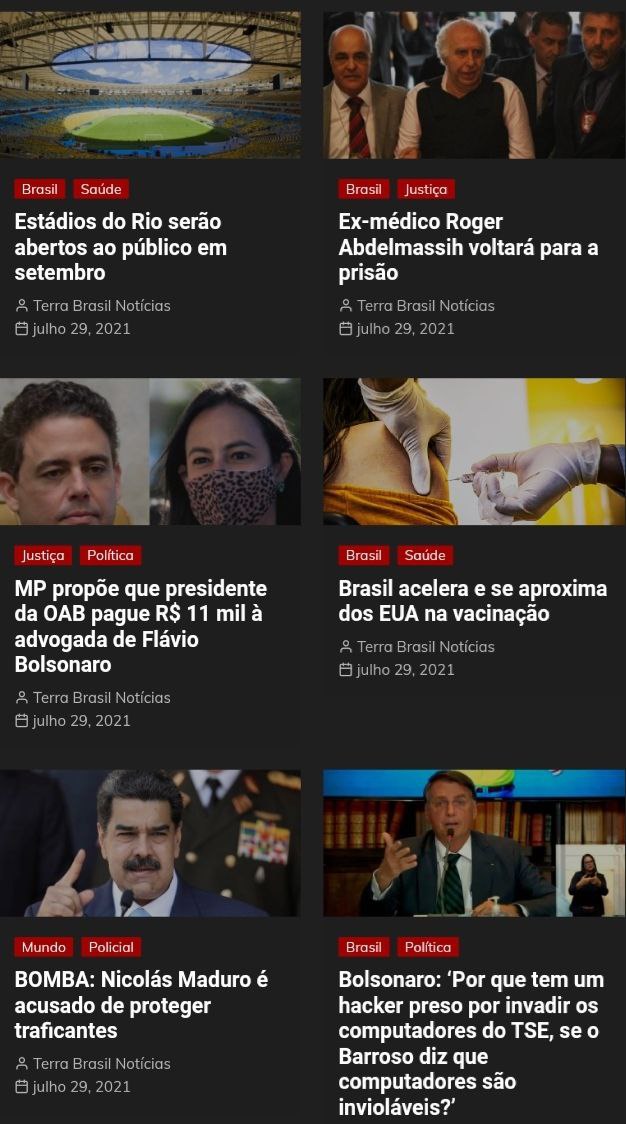 Brasil Saúde
Estádios do Rio serão
abertos ao público em
setembro
Terra Brasil Notícias
julho 29, 2021
Brasil Justiça
Ex-médico Roger
Abdelmassih voltará para a
prisão
Terra Brasil Notícias
julho 29, 2021
Justiça Política
MP propõe que presidente
da OAB pague R$ 11 mil à
advogada de Flávio
Bolsonaro
Terra Brasil Notícias
julho 29, 2021
Brasil Saúde
Brasil acelera e se aproxima
dos EUA na vacinação
Terra Brasil Notícias
julho 29, 2021
Mundo Policial
BOMBA: Nicolás Maduro é
acusado de proteger
traficantes
Terra Brasil Notícias
julho 29, 2021
Brasil Política
Bolsonaro: ‘Por que tem um
hacker preso por invadir os
computadores do TSE, se o
Barroso diz que
computadores são
invioláveis?’